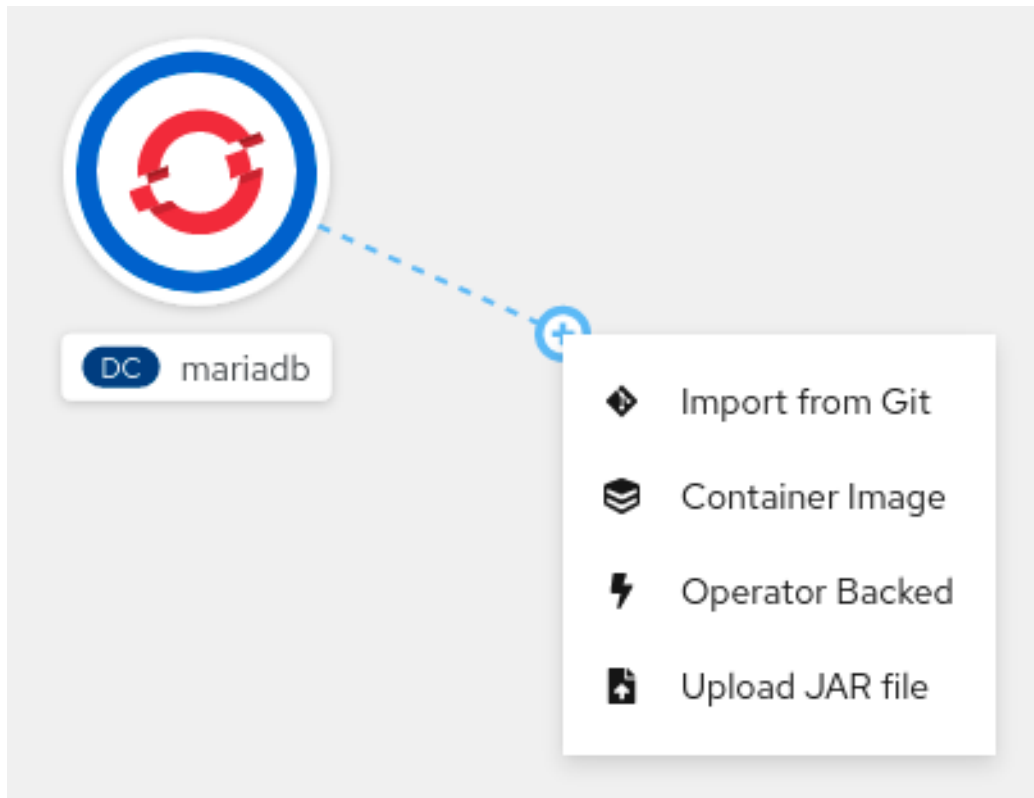 DC mariadb
Import from Git
Container Image
Operator Backed
Upload JAR file